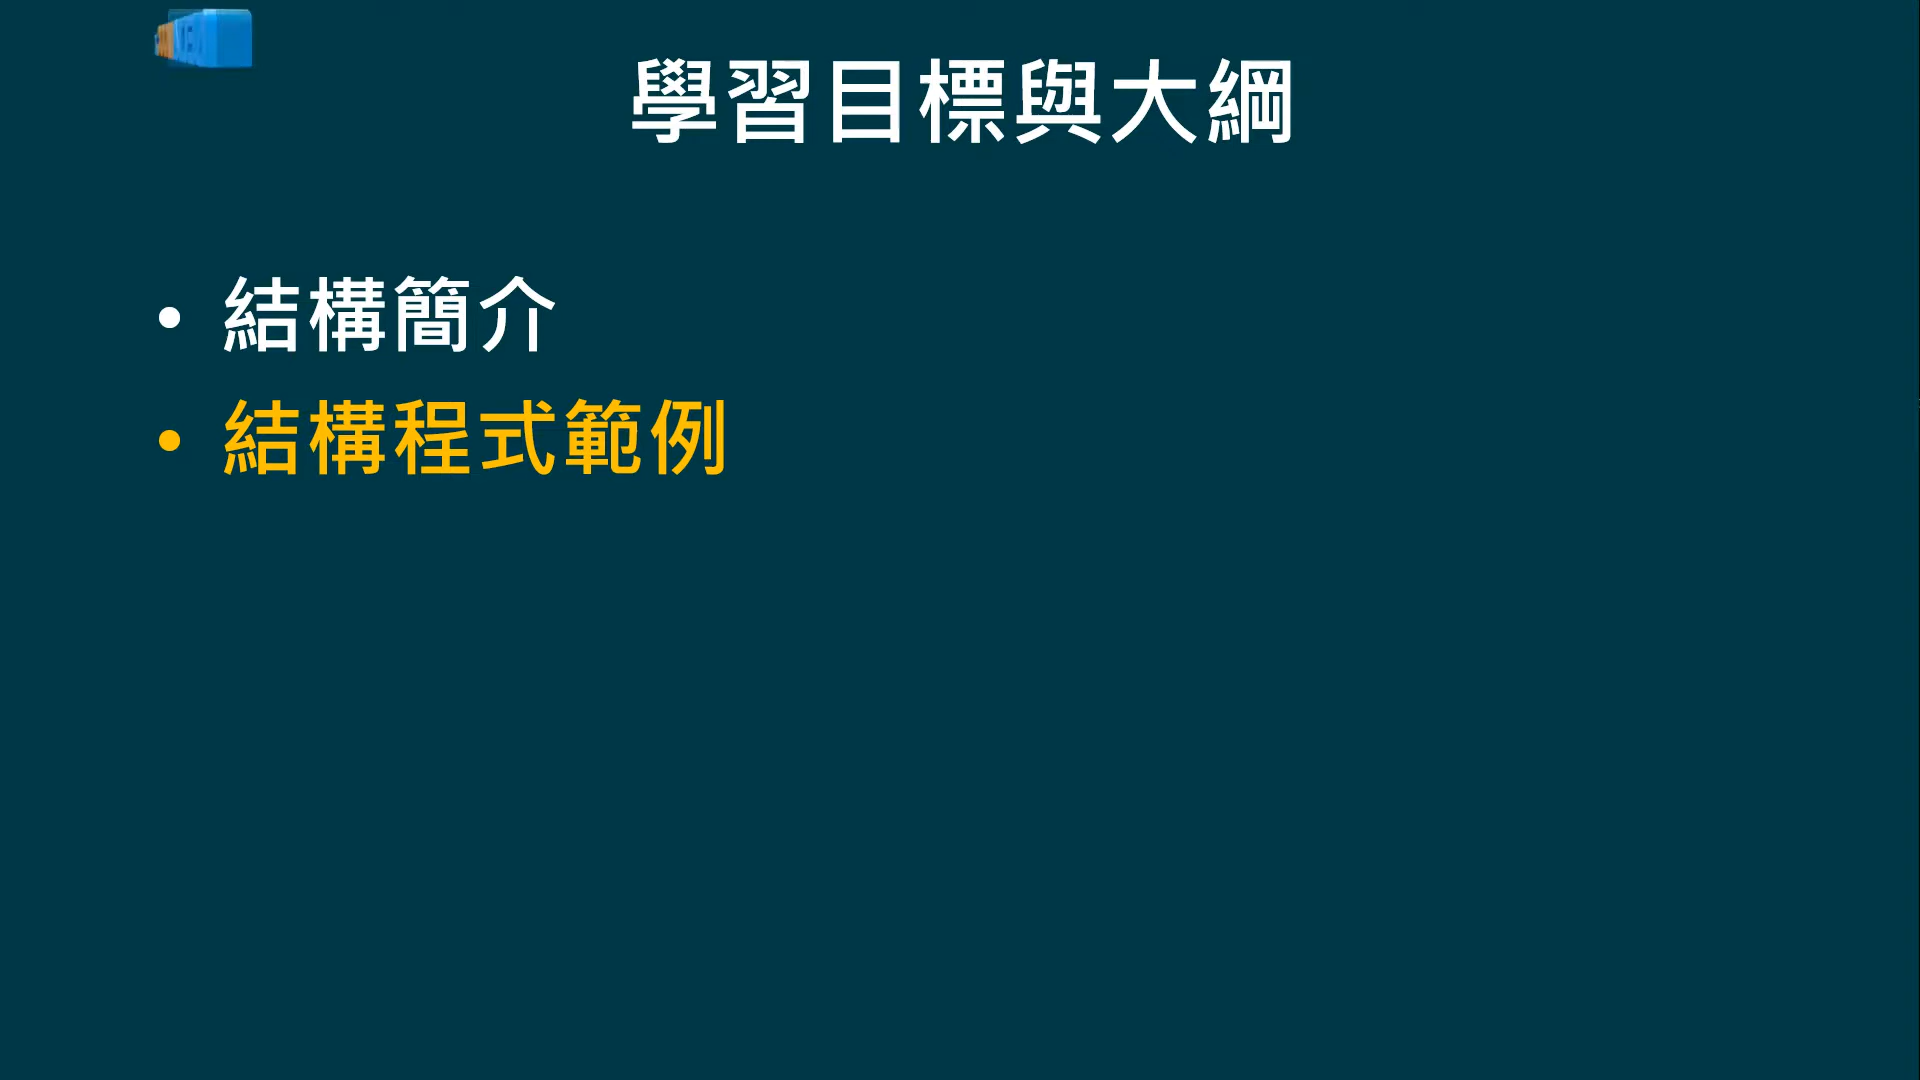 學習目標與大綱
• 結構簡介
• 結構程式範例